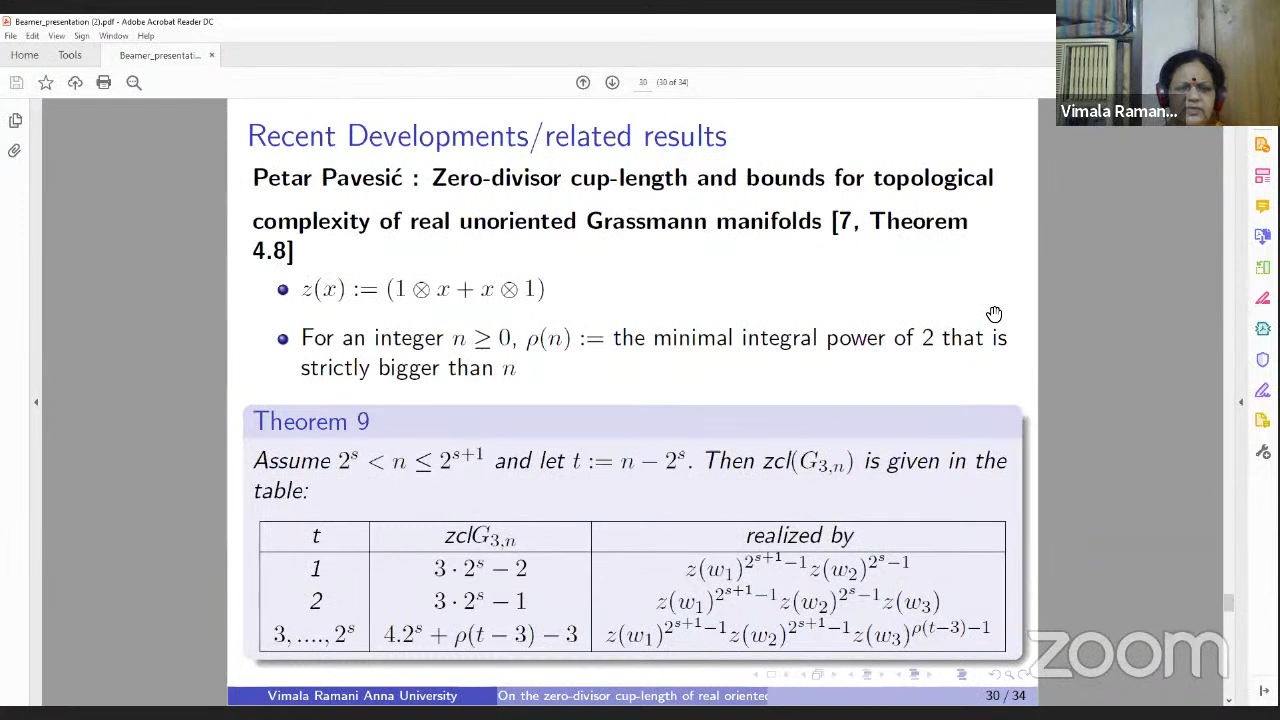 Beamer_presentation (2).pdf - Adobe Acrobat Reader DC
File Edit View Sign Window Help
Home Tools Beamer_presentati... ×
30 (30 of 34)
Vimala Raman...
Recent Developments/related results
Petar Pavesić : Zero-divisor cup-length and bounds for topological
complexity of real unoriented Grassmann manifolds [7, Theorem
4.8]
z(x) := (1 ⊗ x + x ⊗ 1)
For an integer n ≥ 0, ρ(n) := the minimal integral power of 2 that is
strictly bigger than n
Theorem 9
Assume 2^s < n ≤ 2^{s+1} and let t := n − 2^s. Then zcl(G_{3,n}) is given in the
table:
t zclG_{3,n} realized by
1 3 · 2^s − 2 z(w_1)^{2^{s+1}−1}z(w_2)^{2^s−1}
2 3 · 2^s − 1 z(w_1)^{2^{s+1}−1}z(w_2)^{2^s−1}z(w_3)
3, ...., 2^s 4.2^s + ρ(t − 3) − 3 z(w_1)^{2^{s+1}−1}z(w_2)^{2^{s+1}−1}z(w_3)^{ρ(t−3)−1}
zoom
Vimala Ramani Anna University On the zero-divisor cup-length of real oriented 30 / 34